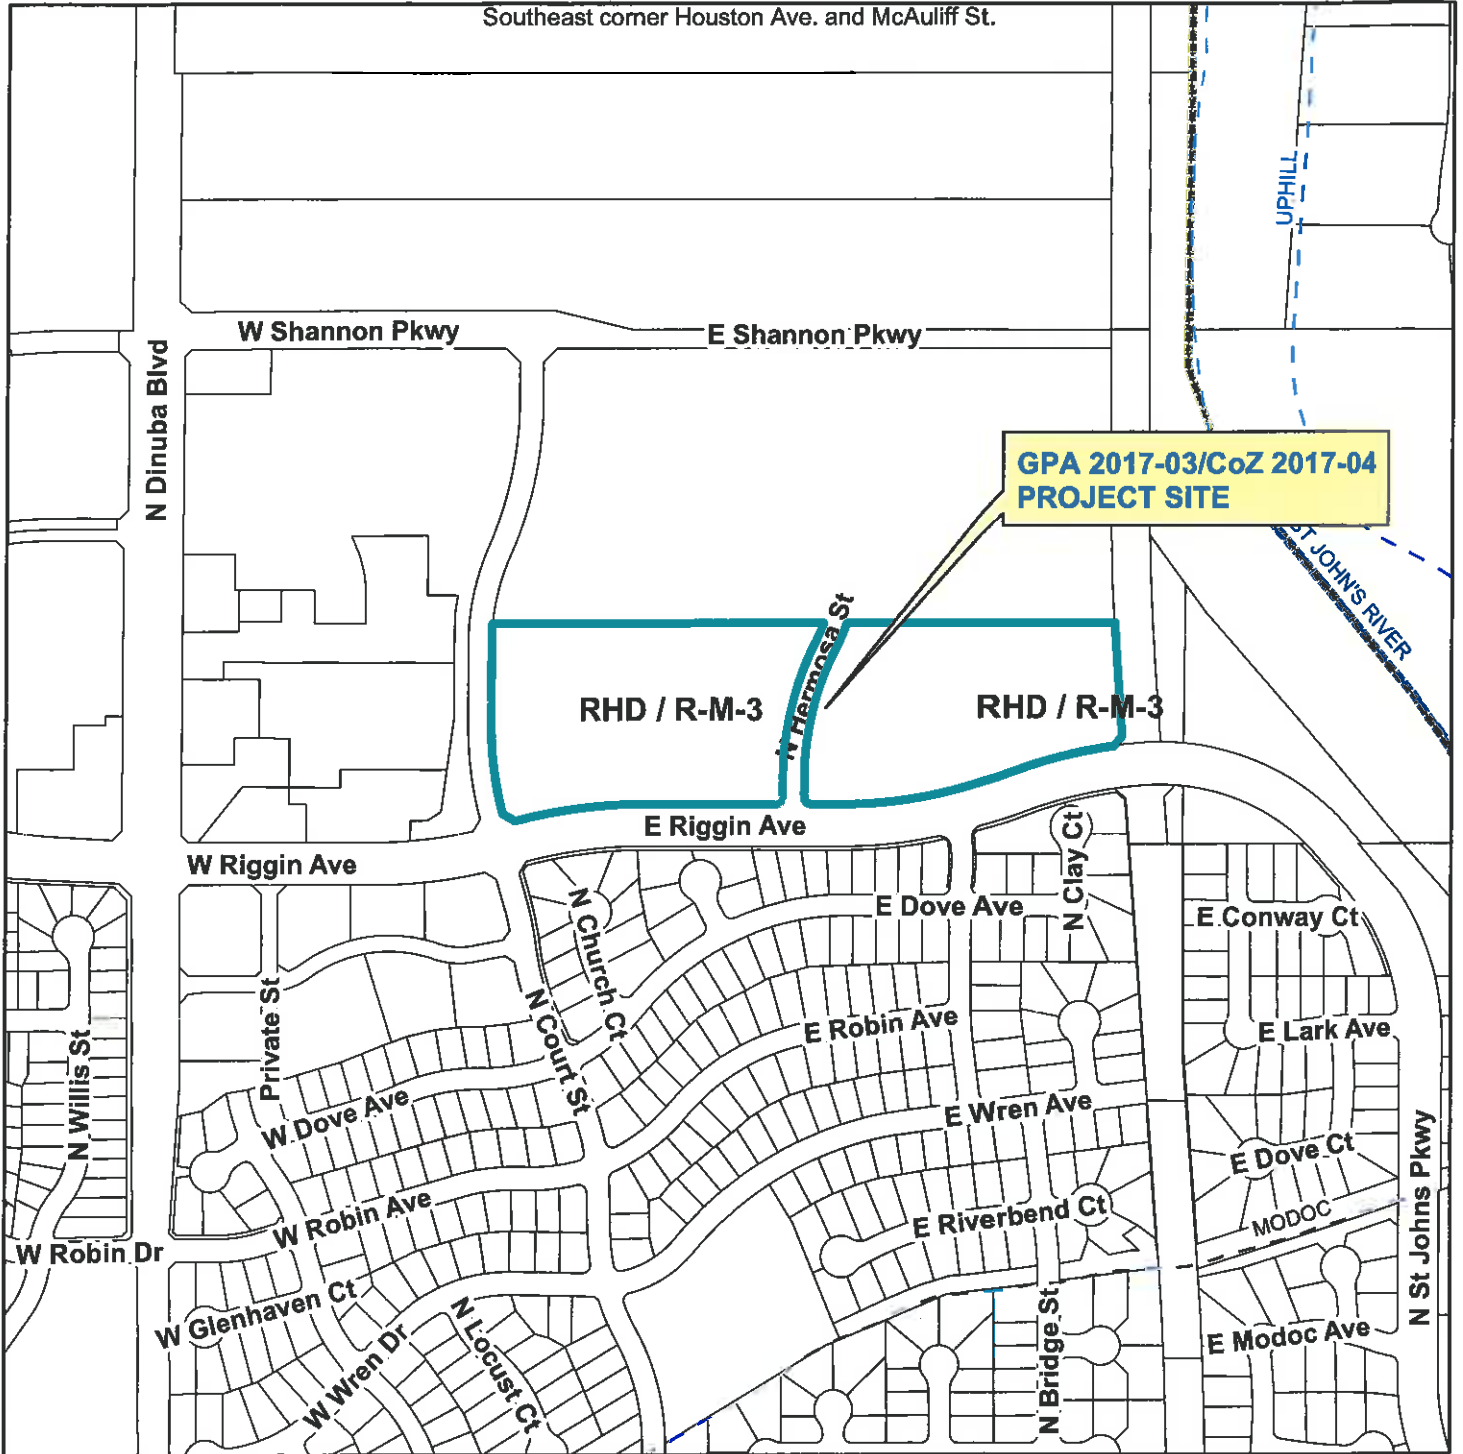 Southeast corner Houston Ave. and McAuliff St.
UPHILL
W Shannon Pkwy
E Shannon Pkwy
N Dinuba Blvd
GPA 2017-03/CoZ 2017-04
PROJECT SITE
ST JOHN'S RIVER
N Hermosa St
RHD / R-M-3
RHD / R-M-3
E Riggin Ave
W Riggin Ave
N Clay Ct
E Dove Ave
E Conway Ct
N Church Ct
Private St
N Court St
E Robin Ave
E Lark Ave
N Willis St
W Dove Ave
E Wren Ave
E Dove Ct
N St Johns Pkwy
W Robin Ave
E Riverbend Ct
MODOC
W Robin Dr
W Glenhaven Ct
N Locust Ct
W Wren Dr
N Bridge St
E Modoc Ave